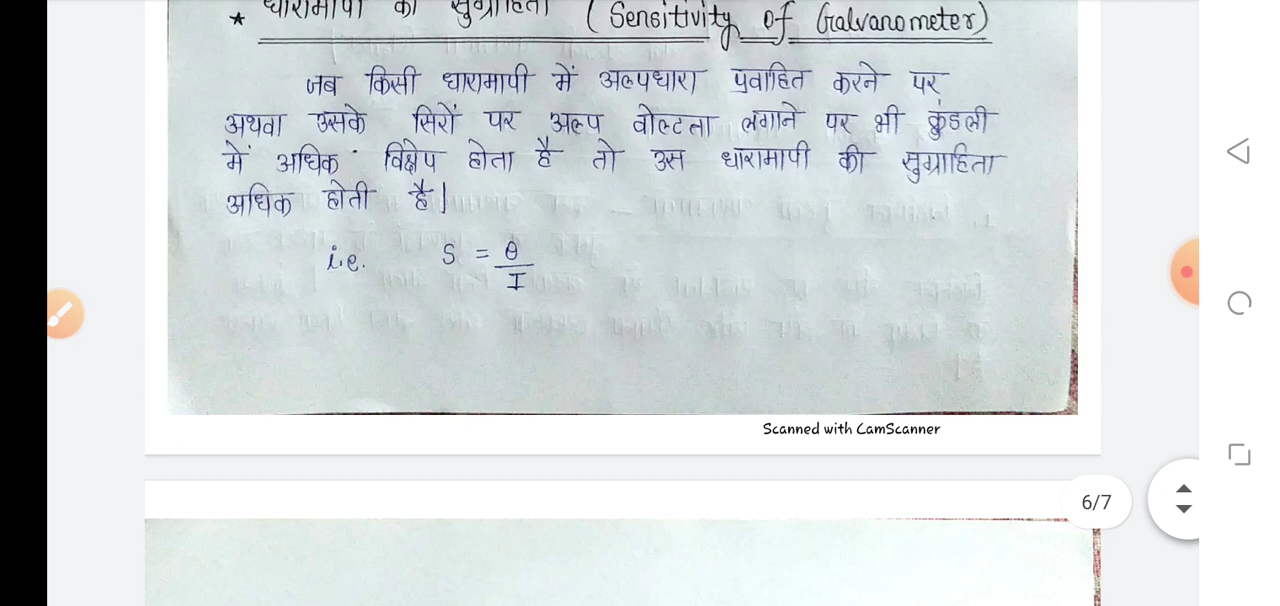 * धारामापी की सुग्राहिता ( Sensitivity of Galvanometer)
जब किसी धारामापी में अल्पधारा प्रवाहित करने पर
अथवा उसके सिरों पर अल्प वोल्टता लगाने पर भी कुंडली
में अधिक विक्षेप होता है तो उस धारामापी की सुग्राहिता
अधिक होती है|
i.e. S = θ/I
Scanned with CamScanner
6/7